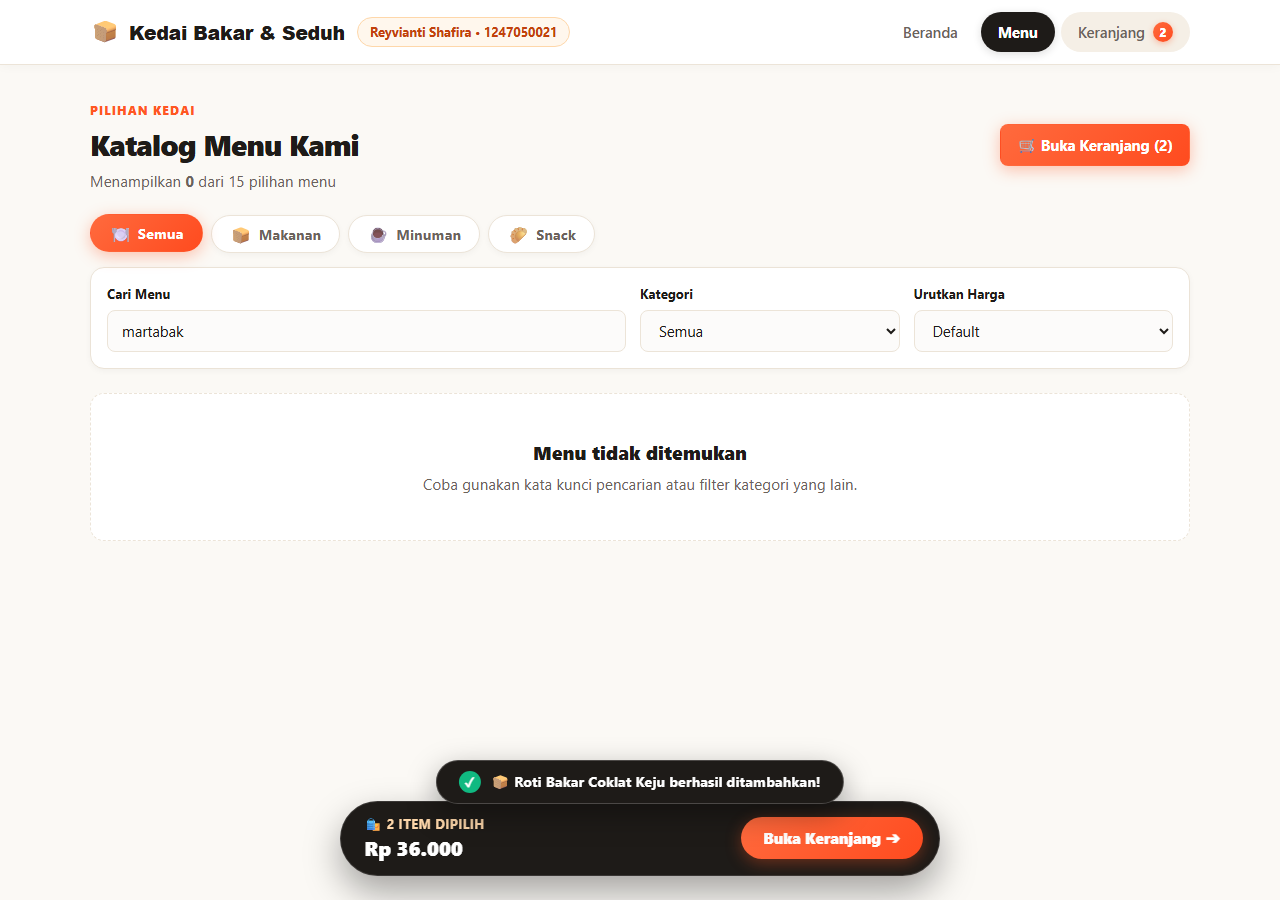 📦 Kedai Bakar & Seduh
Reyvianti Shafira • 1247050021
Beranda
Menu
Keranjang 2
PILIHAN KEDAI
Katalog Menu Kami
Menampilkan 0 dari 15 pilihan menu
🛒 Buka Keranjang (2)
🍽️ Semua
📦 Makanan
Minuman
🥐 Snack
Cari Menu
Kategori
Urutkan Harga
martabak
Semua
Default
Menu tidak ditemukan
Coba gunakan kata kunci pencarian atau filter kategori yang lain.
✓ 📦 Roti Bakar Coklat Keju berhasil ditambahkan!
🛍️ 2 ITEM DIPILIH
Rp 36.000
Buka Keranjang ➔